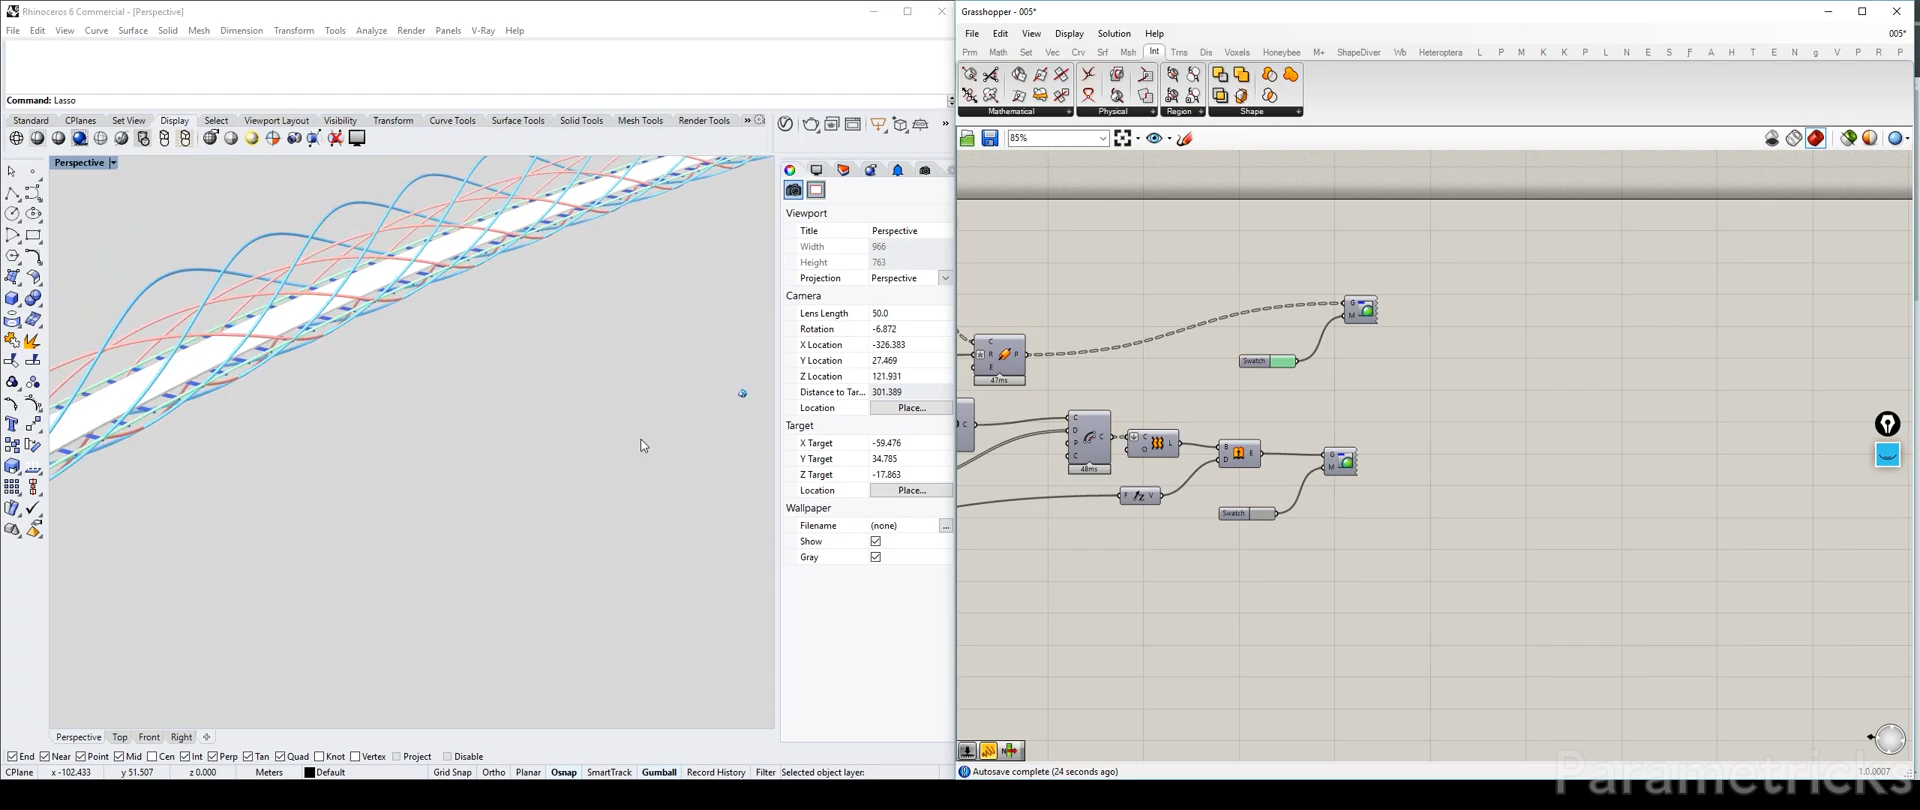 Rhinoceros 6 Commercial - [Perspective]
File Edit View Curve Surface Solid Mesh Dimension Transform Tools Analyze Render Panels V-Ray Help
Command: Lasso
Standard CPlanes Set View Display Select Viewport Layout Visibility Transform Curve Tools Surface Tools Solid Tools Mesh Tools Render Tools »
Perspective
Viewport
Title Perspective
Width 966
Height 763
Projection Perspective
Camera
Lens Length 50.0
Rotation -6.872
X Location -326.383
Y Location 27.469
Z Location 121.931
Distance to Tar... 301.389
Location Place...
Target
X Target -59.476
Y Target 34.785
Z Target -17.863
Location Place...
Wallpaper
Filename (none) ...
Show
Gray
Perspective Top Front Right
End Near Point Mid Cen Int Perp Tan Quad Knot Vertex Project Disable
CPlane x -102.433 y 51.507 z 0.000 Meters Default Grid Snap Ortho Planar Osnap SmartTrack Gumball Record History Filter Selected object layer:
Grasshopper - 005*
File Edit View Display Solution Help
005*
Prm Math Set Vec Crv Srf Msh Int Trns Dis Voxels Honeybee M+ ShapeDiver Wb Heteroptera L P M K K P L N E S F A H T E N g V P R P
Mathematical + Physical + Region + Shape +
85%
G
M
C
R P
E
47ms
Swatch
C
C
D C
P
C
48ms
C L
O
B E
D
G
M
F Z V
Swatch
Autosave complete (24 seconds ago)
1.0.0007
Parametricks